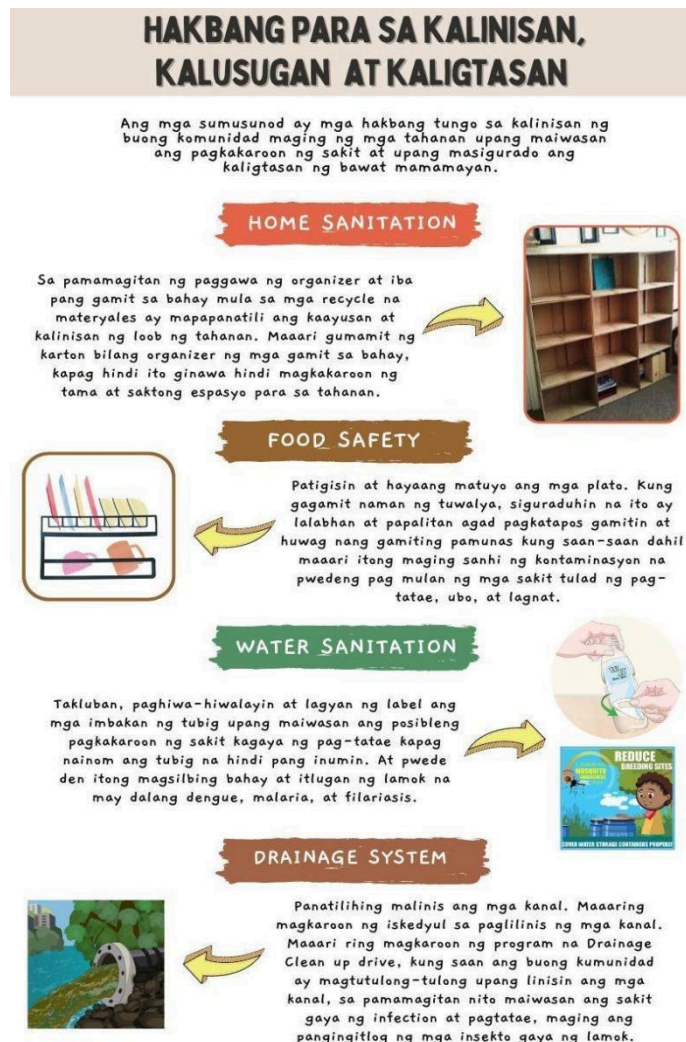 HAKBANG PARA SA KALINISAN,
KALUSUGAN AT KALIGTASAN
Ang mga sumusunod ay mga hakbang tungo sa kalinisan ng
buong komunidad maging ng mga tahanan upang maiwasan
ang pagkakaroon ng sakit at upang masigurado ang
kaligtasan ng bawat mamamayan.
HOME SANITATION
Sa pamamagitan ng paggawa ng organizer at iba
pang gamit sa bahay mula sa mga recycle na
materyales ay mapapanatili ang kaayusan at
kalinisan ng loob ng tahanan. Maaari gumamit ng
karton bilang organizer ng mga gamit sa bahay,
kapag hindi ito ginawa hindi magkakaroon ng
tama at saktong espasyo para sa tahanan.
FOOD SAFETY
Patigisin at hayaang matuyo ang mga plato. Kung
gagamit naman ng tuwalya, siguraduhin na ito ay
lalabhan at papalitan agad pagkatapos gamitin at
huwag nang gamiting pamunas kung saan-saan dahil
maaari itong maging sanhi ng kontaminasyon na
pwedeng pag mulan ng mga sakit tulad ng pag-
tatae, ubo, at lagnat.
WATER SANITATION
Takluban, paghiwa-hiwalayin at lagyan ng label ang
mga imbakan ng tubig upang maiwasan ang posibleng
pagkakaroon ng sakit kagaya ng pag-tatae kapag
nainom ang tubig na hindi pang inumin. At pwede
den itong magsilbing bahay at itlugan ng lamok na
may dalang dengue, malaria, at filariasis.
REDUCE
BREEDING SITES
MOSQUITO
AWARENESS
COVER WATER STORAGE CONTAINERS PROPERLY
DRAINAGE SYSTEM
Panatilihing malinis ang mga kanal. Maaaring
magkaroon ng iskedyul sa paglilinis ng mga kanal.
Maaari ring magkaroon ng program na Drainage
Clean up drive, kung saan ang buong kumunidad
ay magtutulong-tulong upang linisin ang mga
kanal, sa pamamagitan nito maiwasan ang sakit
gaya ng infection at pagtatae, maging ang
pangingitlog ng mga insekto gaya ng lamok.